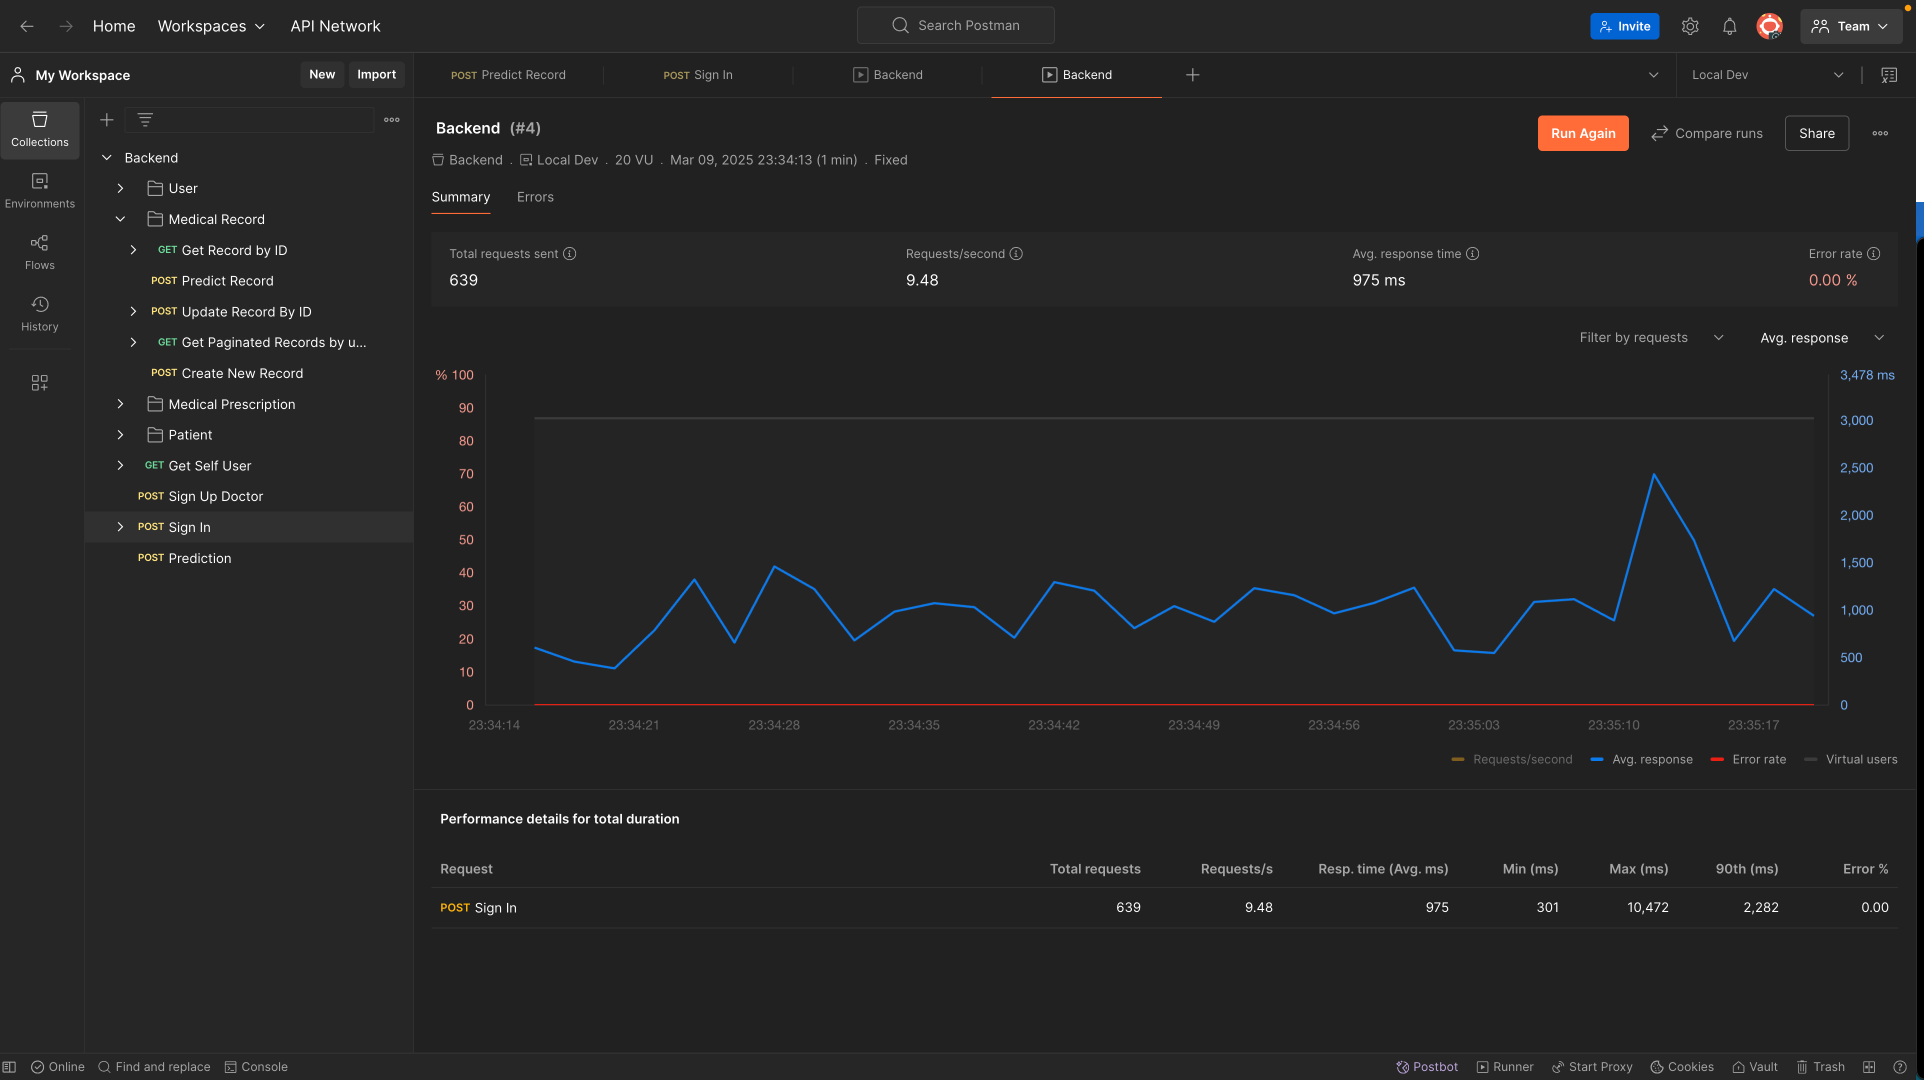 Home Workspaces API Network Search Postman Invite Team
My Workspace New Import
POST Predict Record POST Sign In Backend Backend Local Dev
Collections
Environments
Flows
History
Backend
User
Medical Record
GET Get Record by ID
POST Predict Record
POST Update Record By ID
GET Get Paginated Records by u...
POST Create New Record
Medical Prescription
Patient
GET Get Self User
POST Sign Up Doctor
POST Sign In
POST Prediction
Backend (#4)
Run Again Compare runs Share
Backend . Local Dev . 20 VU . Mar 09, 2025 23:34:13 (1 min) . Fixed
Summary Errors
Total requests sent Requests/second Avg. response time Error rate
639 9.48 975 ms 0.00 %
Filter by requests Avg. response
% 100 3,478 ms
90 3,000
80
70 2,500
60 2,000
50
40 1,500
30 1,000
20
10 500
0 0
23:34:14 23:34:21 23:34:28 23:34:35 23:34:42 23:34:49 23:34:56 23:35:03 23:35:10 23:35:17
Requests/second Avg. response Error rate Virtual users
Performance details for total duration
Request Total requests Requests/s Resp. time (Avg. ms) Min (ms) Max (ms) 90th (ms) Error %
POST Sign In 639 9.48 975 301 10,472 2,282 0.00
Online Find and replace Console Postbot Runner Start Proxy Cookies Vault Trash